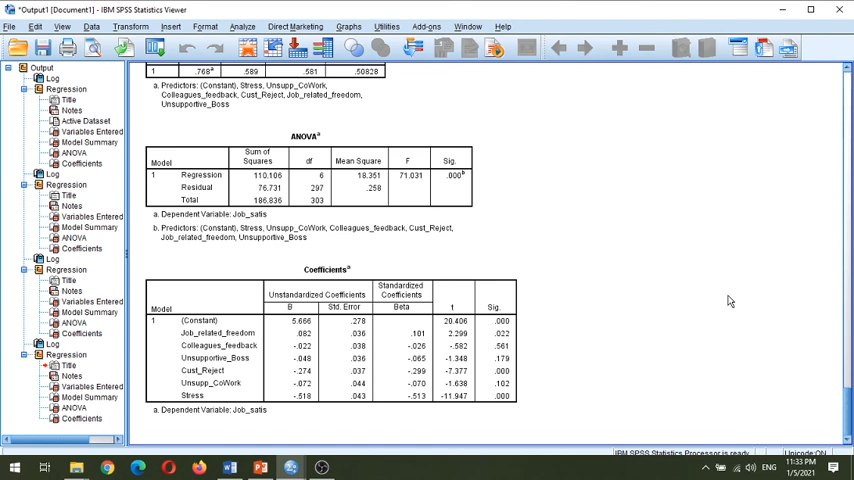 *Output1 [Document1] - IBM SPSS Statistics Viewer
File Edit View Data Transform Insert Format Analyze Direct Marketing Graphs Utilities Add-ons Window Help
Output
Log
Regression
Title
Notes
Active Dataset
Variables Entered
Model Summary
ANOVA
Coefficients
Log
Regression
Title
Notes
Variables Entered
Model Summary
ANOVA
Coefficients
Log
Regression
Title
Notes
Variables Entered
Model Summary
ANOVA
Coefficients
Log
Regression
Title
Notes
Variables Entered
Model Summary
ANOVA
Coefficients
1 .768a .589 .581 .50828
a. Predictors: (Constant), Stress, Unsupp_CoWork,
Colleagues_feedback, Cust_Reject, Job_related_freedom,
Unsupportive_Boss
ANOVAa
Model Sum of Squares df Mean Square F Sig.
1 Regression 110.106 6 18.351 71.031 .000b
Residual 76.731 297 .258
Total 186.836 303
a. Dependent Variable: Job_satis
b. Predictors: (Constant), Stress, Unsupp_CoWork, Colleagues_feedback, Cust_Reject,
Job_related_freedom, Unsupportive_Boss
Coefficientsa
Unstandardized Coefficients Standardized Coefficients
Model B Std. Error Beta t Sig.
1 (Constant) 5.666 .278 20.406 .000
Job_related_freedom .082 .036 .101 2.299 .022
Colleagues_feedback -.022 .038 -.026 -.582 .561
Unsupportive_Boss -.048 .036 -.065 -1.348 .179
Cust_Reject -.274 .037 -.299 -7.377 .000
Unsupp_CoWork -.072 .044 -.070 -1.638 .102
Stress -.518 .043 -.513 -11.947 .000
a. Dependent Variable: Job_satis
IBM SPSS Statistics Processor is ready
Unicode:ON
ENG
11:33 PM
1/5/2021